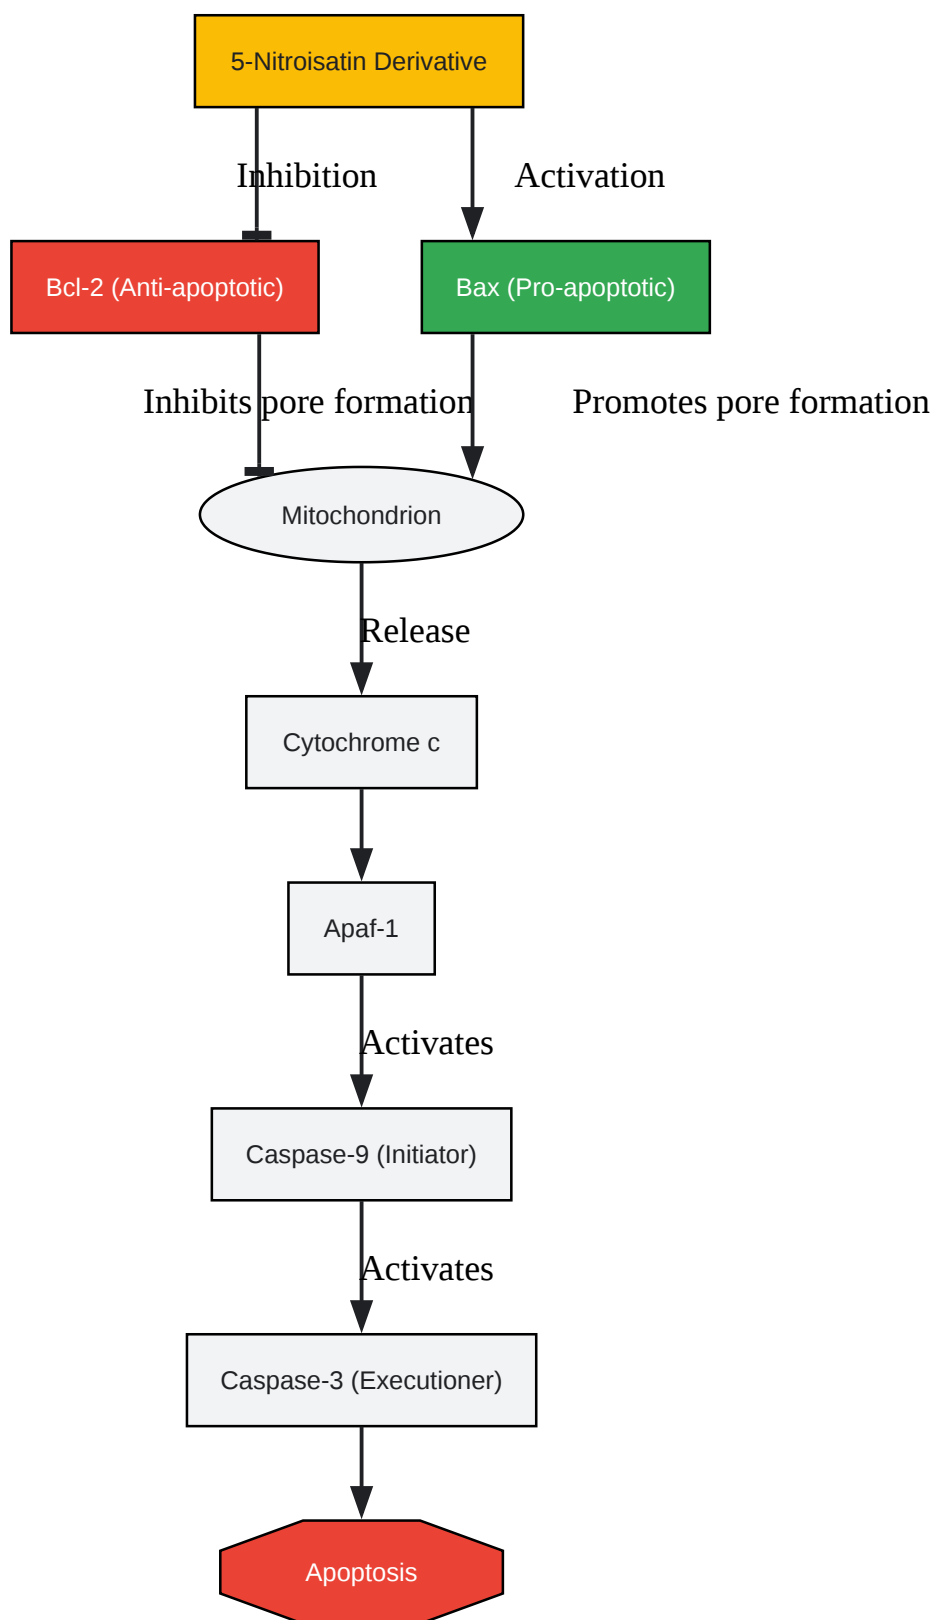 5-Nitroisatin Derivative
Inhibition
Activation
Bcl-2 (Anti-apoptotic)
Bax (Pro-apoptotic)
Inhibits pore formation
Promotes pore formation
Mitochondrion
Release
Cytochrome c
Apaf-1
Activates
Caspase-9 (Initiator)
Activates
Caspase-3 (Executioner)
Apoptosis